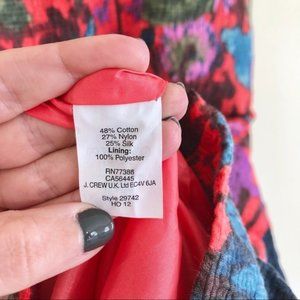 48% Cotton
27% Nylon
25% Silk
Lining:
100% Polyester
RN77388
CA56445
J. CREW U.K. Ltd EC4V 6JA
Style 29742
HO 12